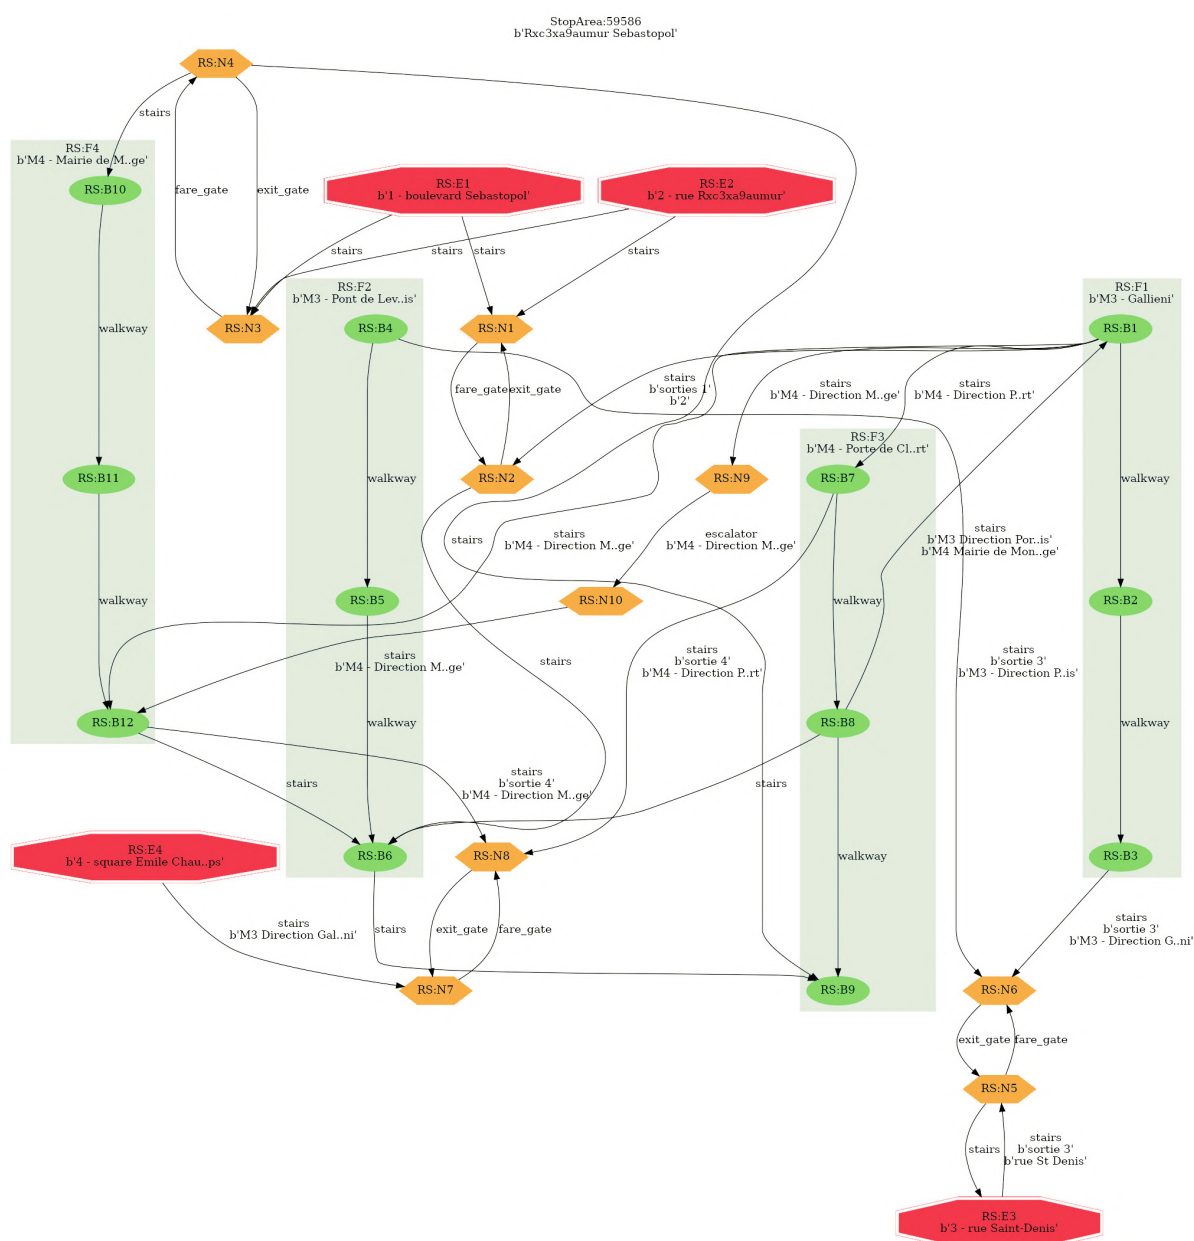 StopArea:59586
b'Rxc3xa9aumur Sebastopol'
RS:N4
stairs
RS:F4
b'M4 - Mairie de M..ge'
RS:B10
fare_gate
exit_gate
RS:E1
b'1 - boulevard Sebastopol'
RS:E2
b'2 - rue Rxc3xa9aumur'
stairs
stairs
stairs
stairs
RS:F2
b'M3 - Pont de Lev..is'
RS:F1
b'M3 - Gallieni'
walkway
RS:N3
RS:B4
RS:N1
RS:B1
fare_gate
exit_gate
stairs
b'sorties 1'
b'2'
stairs
b'M4 - Direction M..ge'
stairs
b'M4 - Direction P..rt'
RS:F3
b'M4 - Porte de Cl..rt'
RS:B11
walkway
RS:N2
RS:N9
RS:B7
walkway
stairs
stairs
b'M4 - Direction M..ge'
escalator
b'M4 - Direction M..ge'
stairs
b'M3 Direction Por..is'
b'M4 Mairie de Mon..ge'
walkway
RS:B5
RS:N10
walkway
RS:B2
stairs
b'M4 - Direction M..ge'
stairs
stairs
b'sortie 4'
b'M4 - Direction P..rt'
stairs
b'sortie 3'
b'M3 - Direction P..is'
RS:B12
walkway
RS:B8
walkway
stairs
stairs
b'sortie 4'
b'M4 - Direction M..ge'
stairs
RS:E4
b'4 - square Emile Chau..ps'
RS:B6
RS:N8
walkway
RS:B3
stairs
b'M3 Direction Gal..ni'
stairs
exit_gate
fare_gate
stairs
b'sortie 3'
b'M3 - Direction G..ni'
RS:N7
RS:B9
RS:N6
exit_gate
fare_gate
RS:N5
stairs
stairs
b'sortie 3'
b'rue St Denis'
RS:E3
b'3 - rue Saint-Denis'